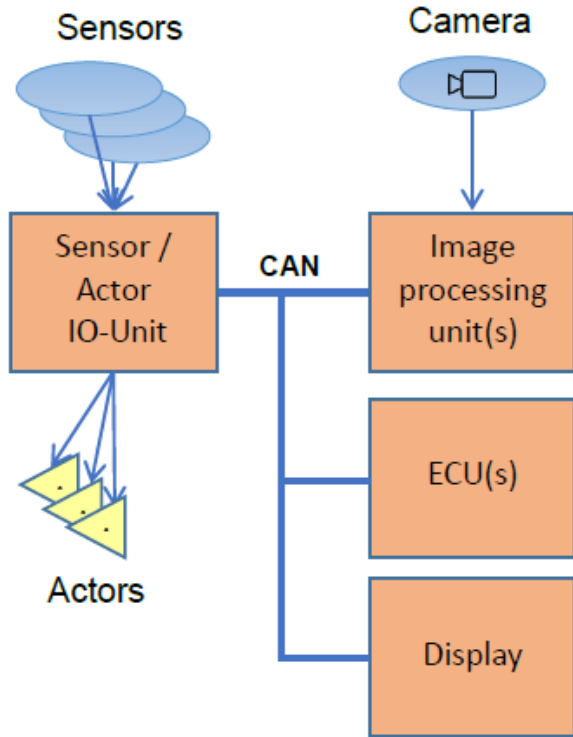 Sensors
Camera
Sensor /
Actor
IO-Unit
CAN
Image
processing
unit(s)
ECU(s)
Actors
Display